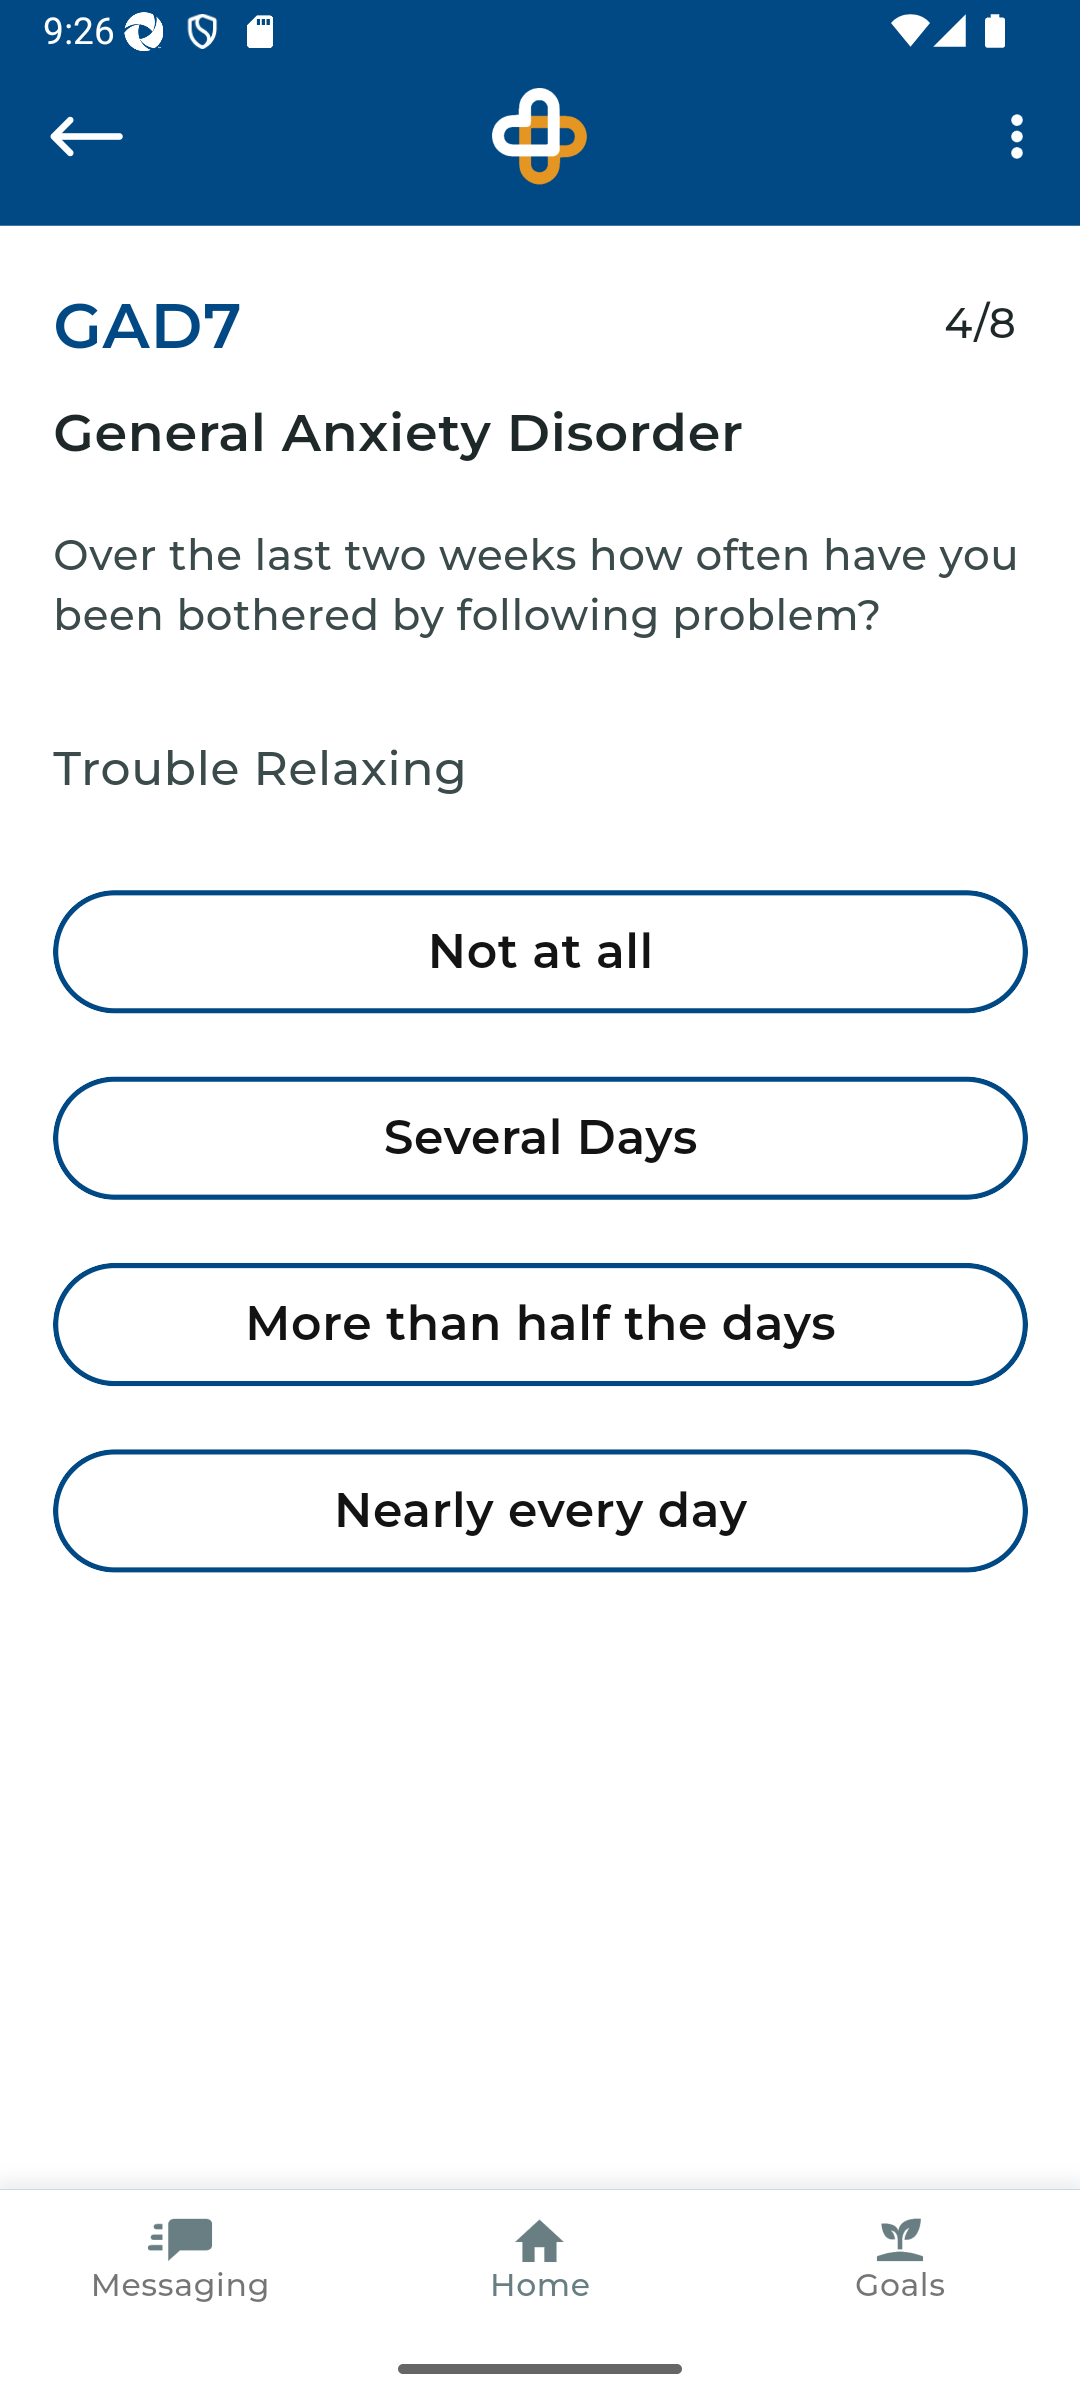 9:26
GAD7
4/8
General Anxiety Disorder
Over the last two weeks how often have you
been bothered by following problem?
Trouble Relaxing
Not at all
Several Days
More than half the days
Nearly every day
Messaging
Home
Goals